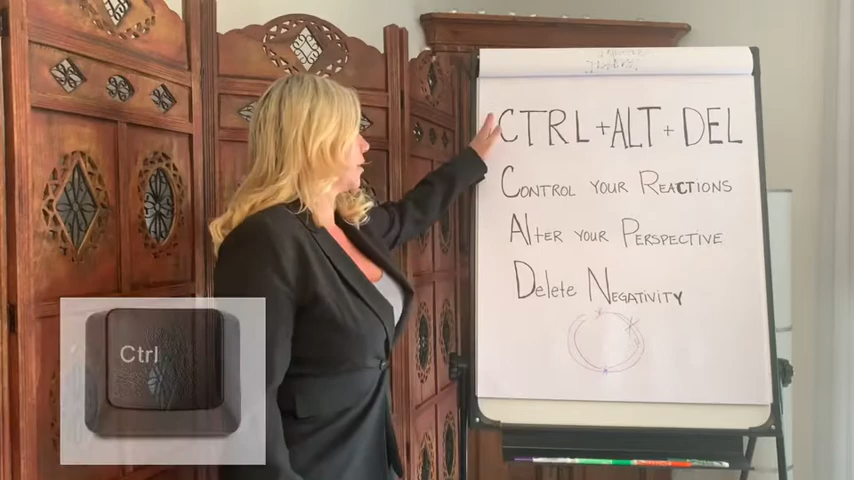 CTRL+ALT+DEL
CONTROL YOUR REACTIONS
ALTER YOUR PERSPECTIVE
DELETE NEGATIVITY
Ctrl